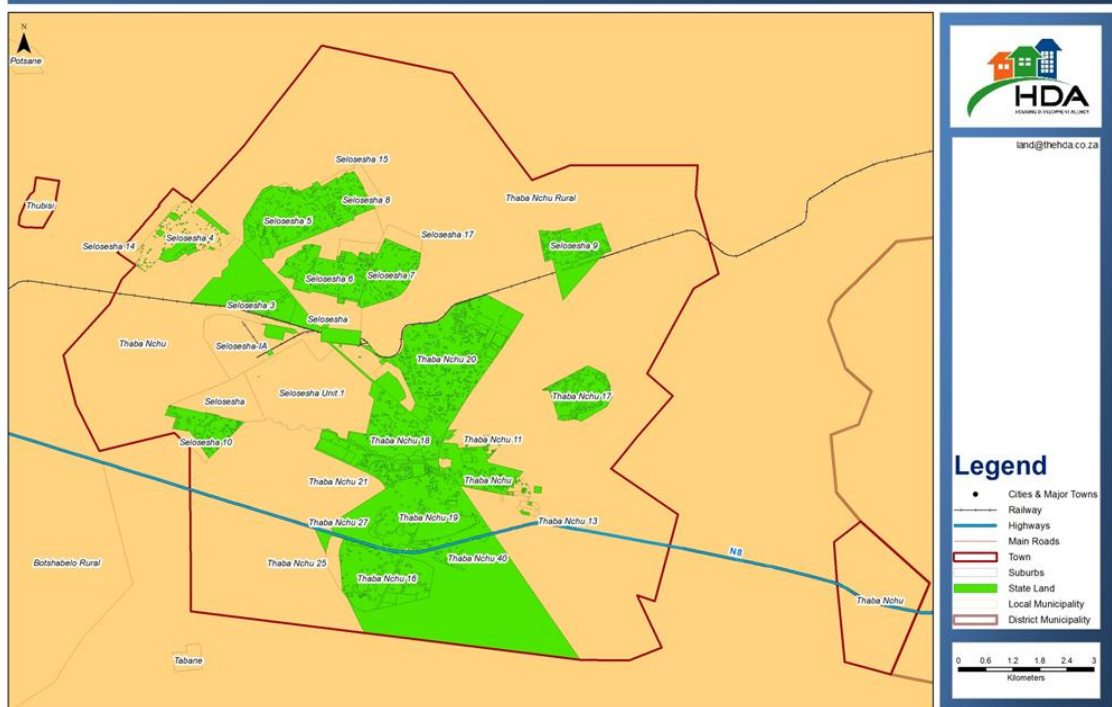 N
Potsane
Selosesha 15
Thubisi
Selosesha 8
Thaba Nchu Rural
Selosesha 5
Selosesha 14
Selosesha 4
Selosesha 17
Selosesha 9
Selosesha 6
Selosesha 7
Selosesha 3
Selosesha
Thaba Nchu
Selosesha-IA
Thaba Nchu 20
Selosesha Unit 1
Thaba Nchu 17
Selosesha
Selosesha 10
Thaba Nchu 18
Thaba Nchu 11
Thaba Nchu 21
Thaba Nchu
Thaba Nchu 27
Thaba Nchu 19
Thaba Nchu 13
N8
Botshabelo Rural
Thaba Nchu 25
Thaba Nchu 40
Thaba Nchu 16
Thaba Nchu
Tabane
HDA
HOUSING DEVELOPMENT AGENCY
land@thehda.co.za
Legend
Cities & Major Towns
Railway
Highways
Main Roads
Town
Suburbs
State Land
Local Municipality
District Municipality
0 0.6 1.2 1.8 2.4 3
Kilometers